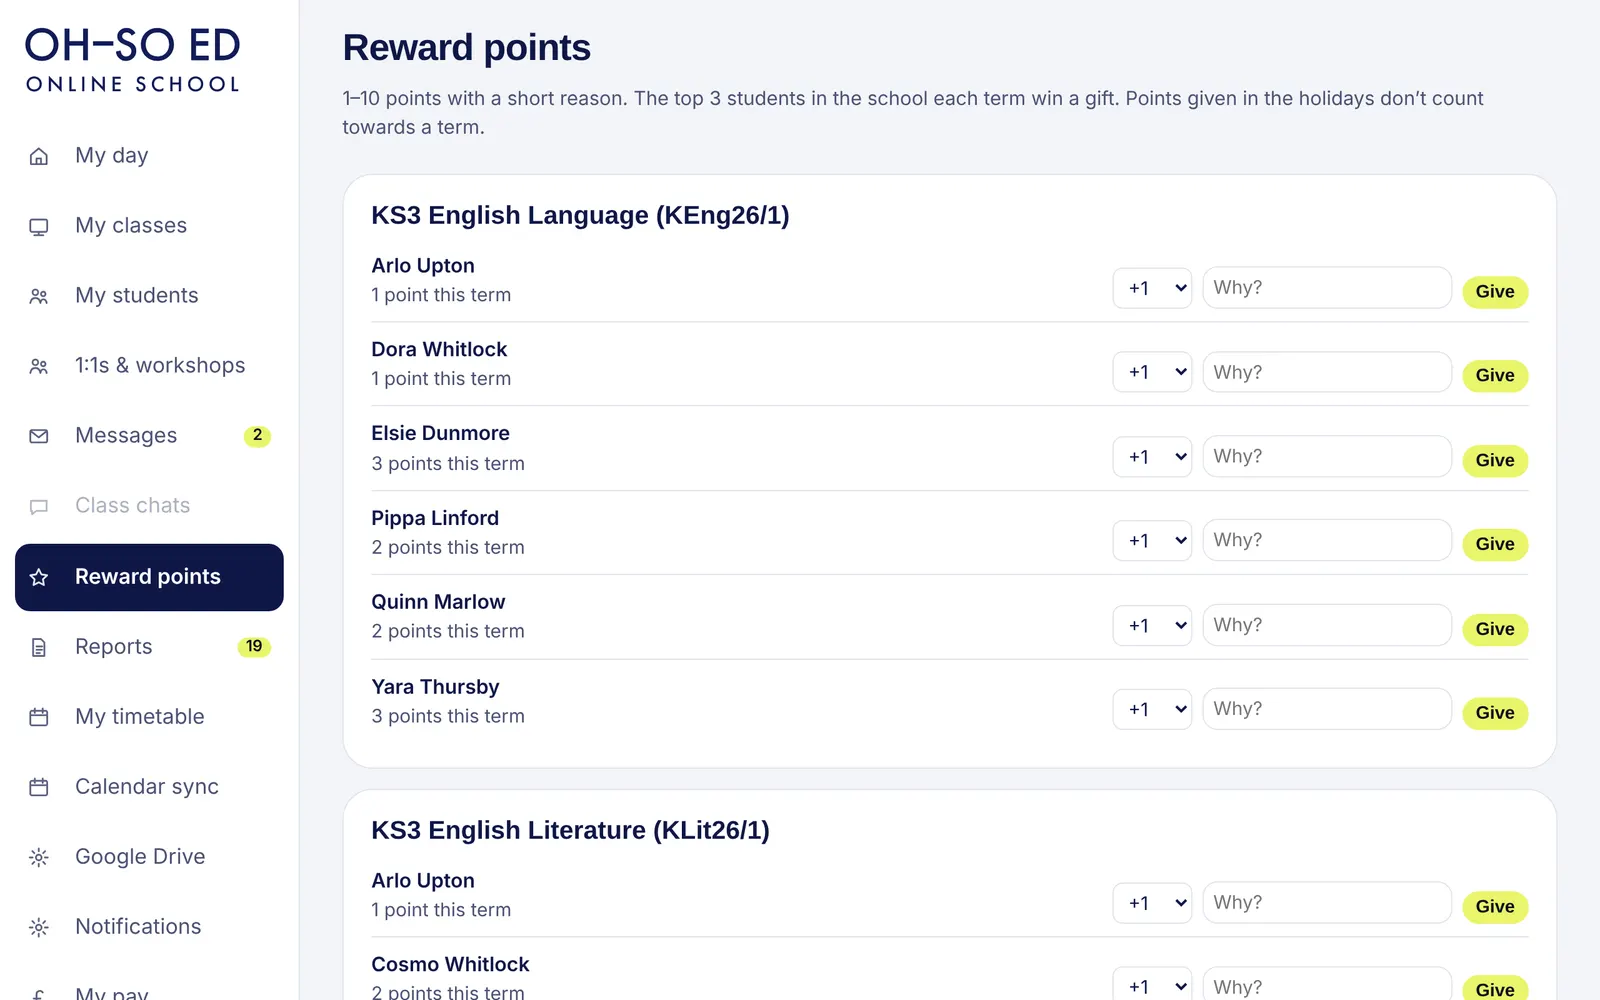 OH–SO ED
ONLINE SCHOOL
My day
My classes
My students
1:1s & workshops
Messages 2
Class chats
Reward points
Reports 19
My timetable
Calendar sync
Google Drive
Notifications
My pay
Reward points
1–10 points with a short reason. The top 3 students in the school each term win a gift. Points given in the holidays don’t count
towards a term.
KS3 English Language (KEng26/1)
Arlo Upton
1 point this term
+1 Why? Give
Dora Whitlock
1 point this term
+1 Why? Give
Elsie Dunmore
3 points this term
+1 Why? Give
Pippa Linford
2 points this term
+1 Why? Give
Quinn Marlow
2 points this term
+1 Why? Give
Yara Thursby
3 points this term
+1 Why? Give
KS3 English Literature (KLit26/1)
Arlo Upton
1 point this term
+1 Why? Give
Cosmo Whitlock
2 points this term
+1 Why? Give